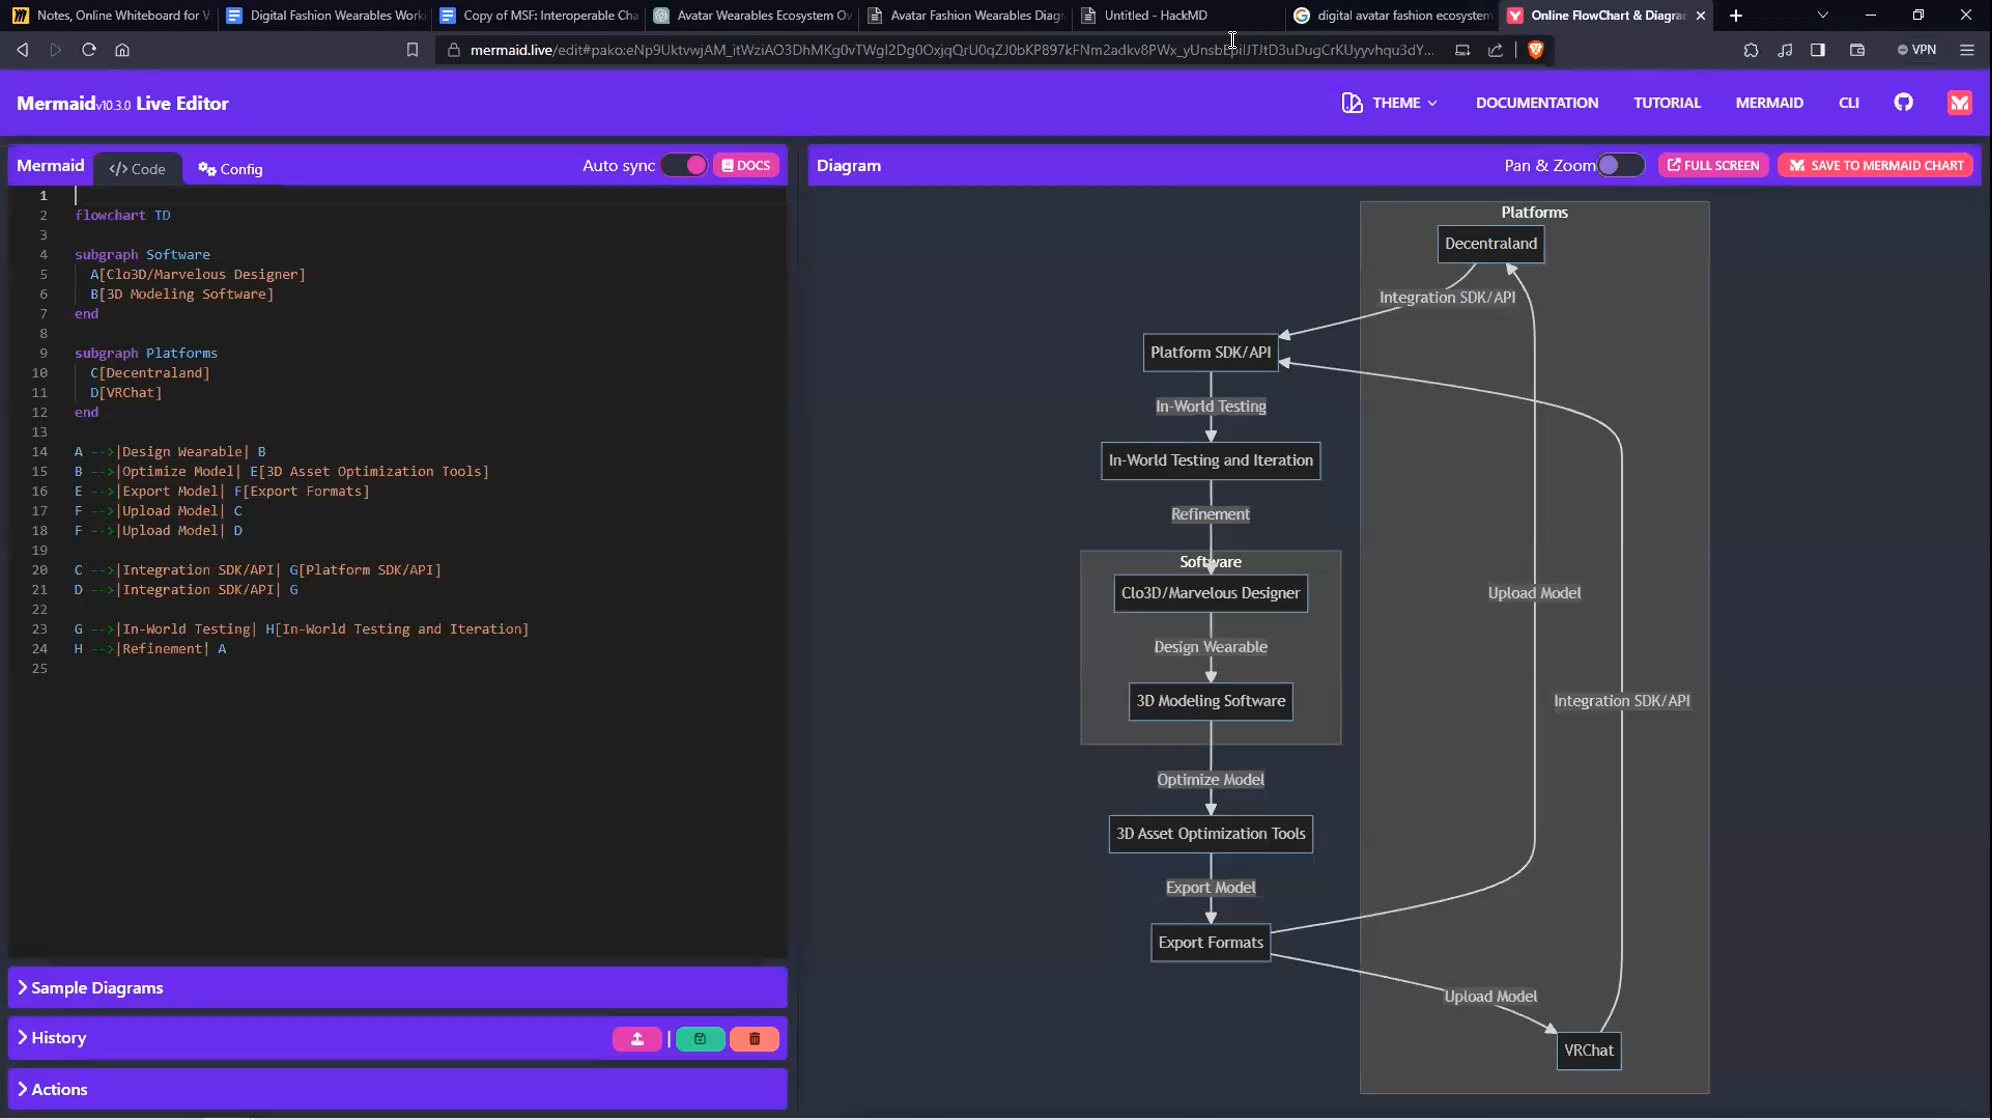 Notes, Online Whiteboard for V
Digital Fashion Wearables Work
Copy of MSF: Interoperable Cha
Avatar Wearables Ecosystem Ov
Avatar Fashion Wearables Diagr
Untitled - HackMD
digital avatar fashion ecosystem
Online FlowChart & Diagra
VPN
Mermaid v10.3.0 Live Editor
THEME
DOCUMENTATION
TUTORIAL
MERMAID
CLI
Mermaid
</> Code
Config
Auto sync
DOCS
Diagram
Pan & Zoom
FULL SCREEN
SAVE TO MERMAID CHART
1
2 flowchart TD
3
4 subgraph Software
5 A[Clo3D/Marvelous Designer]
6 B[3D Modeling Software]
7 end
8
9 subgraph Platforms
10 C[Decentraland]
11 D[VRChat]
12 end
13
14 A -->|Design Wearable| B
15 B -->|Optimize Model| E[3D Asset Optimization Tools]
16 E -->|Export Model| F[Export Formats]
17 F -->|Upload Model| C
18 F -->|Upload Model| D
19
20 C -->|Integration SDK/API| G[Platform SDK/API]
21 D -->|Integration SDK/API| G
22
23 G -->|In-World Testing| H[In-World Testing and Iteration]
24 H -->|Refinement| A
25
Sample Diagrams
History
Actions
Platforms
Decentraland
Integration SDK/API
Platform SDK/API
In-World Testing
In-World Testing and Iteration
Refinement
Software
Clo3D/Marvelous Designer
Upload Model
Design Wearable
3D Modeling Software
Integration SDK/API
Optimize Model
3D Asset Optimization Tools
Export Model
Export Formats
Upload Model
VRChat